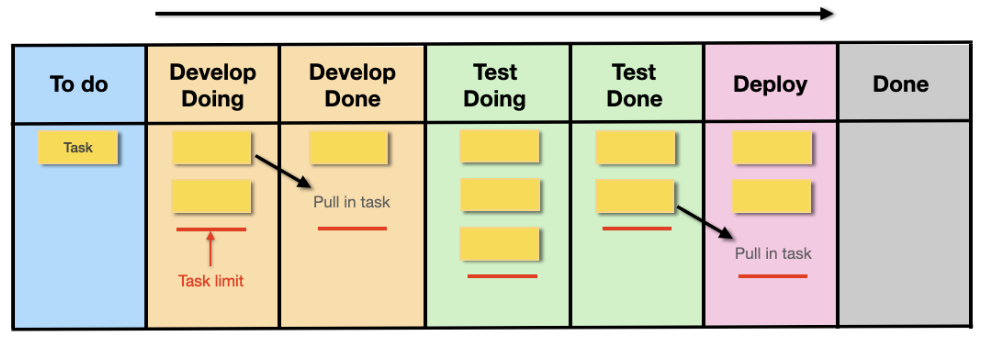 To do
Develop
Doing
Develop
Done
Test
Doing
Test
Done
Deploy
Done
Task
Pull in task
Task limit
Pull in task